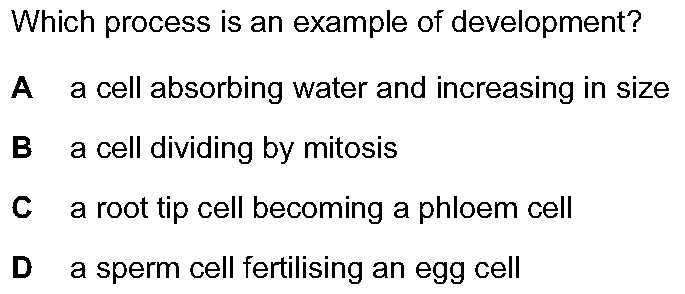 Which process is an example of development?
A a cell absorbing water and increasing in size
B a cell dividing by mitosis
C a root tip cell becoming a phloem cell
D a sperm cell fertilising an egg cell